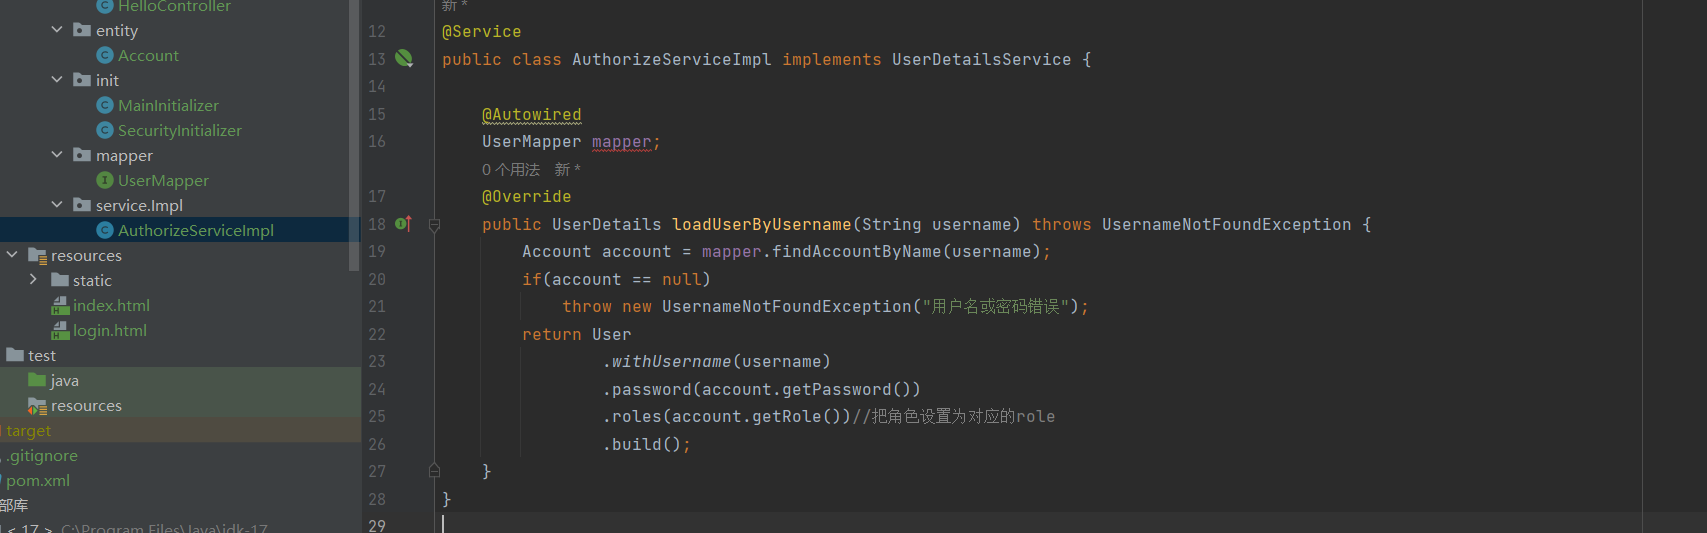 HelloController
entity
Account
init
MainInitializer
SecurityInitializer
mapper
UserMapper
service.Impl
AuthorizeServiceImpl
resources
static
index.html
login.html
test
java
resources
target
.gitignore
pom.xml
部库
< 17 > C:\Program Files\Java\jdk-17
新 *
12 @Service
13 public class AuthorizeServiceImpl implements UserDetailsService {
14
15 @Autowired
16 UserMapper mapper;
0 个用法 新 *
17 @Override
18 public UserDetails loadUserByUsername(String username) throws UsernameNotFoundException {
19 Account account = mapper.findAccountByName(username);
20 if(account == null)
21 throw new UsernameNotFoundException("用户名或密码错误");
22 return User
23 .withUsername(username)
24 .password(account.getPassword())
25 .roles(account.getRole())//把角色设置为对应的role
26 .build();
27 }
28 }
29